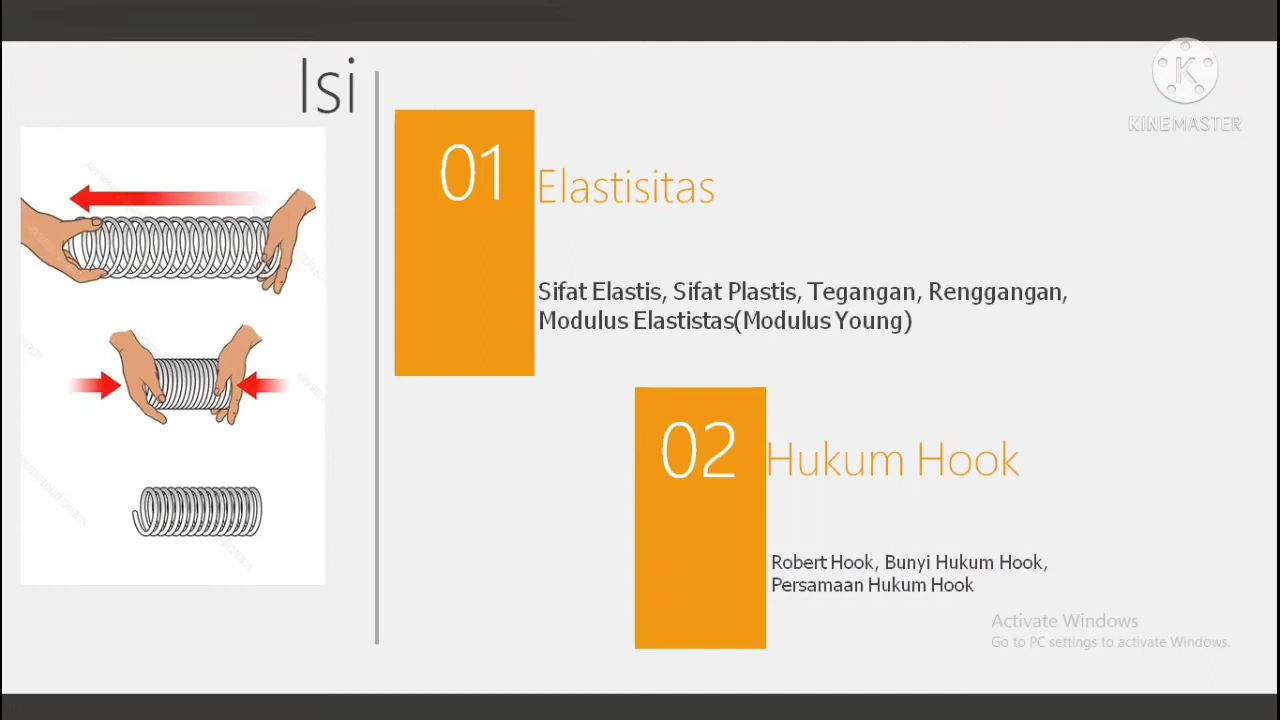 Isi
K
KINEMASTER
01
Elastisitas
Sifat Elastis, Sifat Plastis, Tegangan, Renggangan,
Modulus Elastistas(Modulus Young)
02
Hukum Hook
Robert Hook, Bunyi Hukum Hook,
Persamaan Hukum Hook
Activate Windows
Go to PC settings to activate Windows.